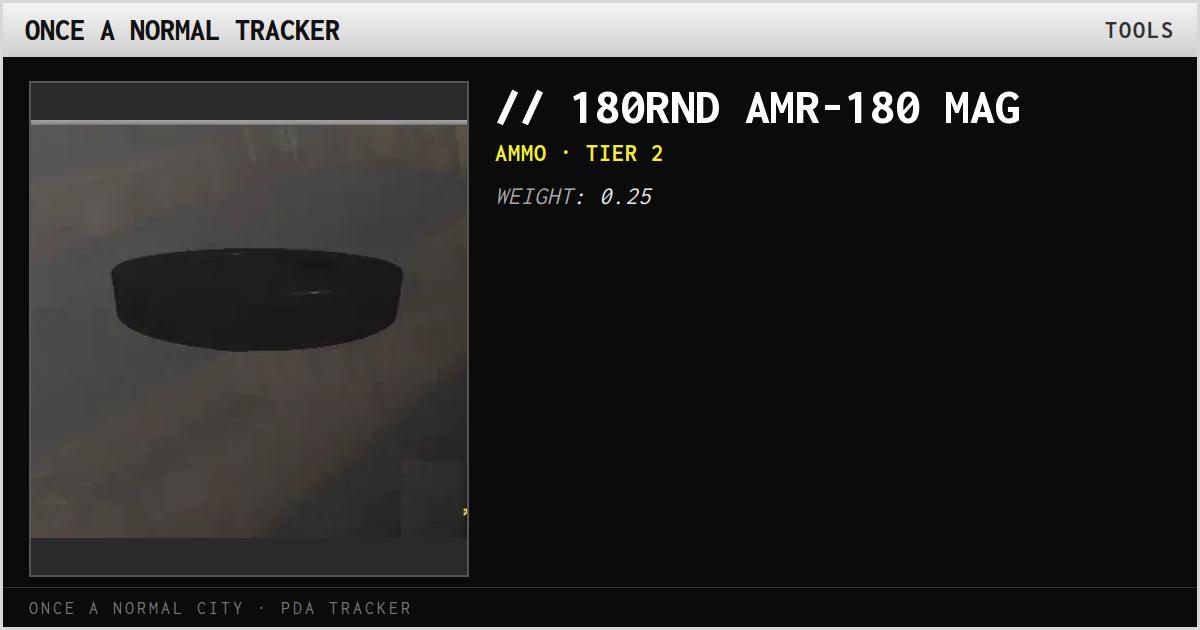 ONCE A NORMAL TRACKER
TOOLS
// 180RND AMR-180 MAG
AMMO · TIER 2
WEIGHT: 0.25
ONCE A NORMAL CITY · PDA TRACKER